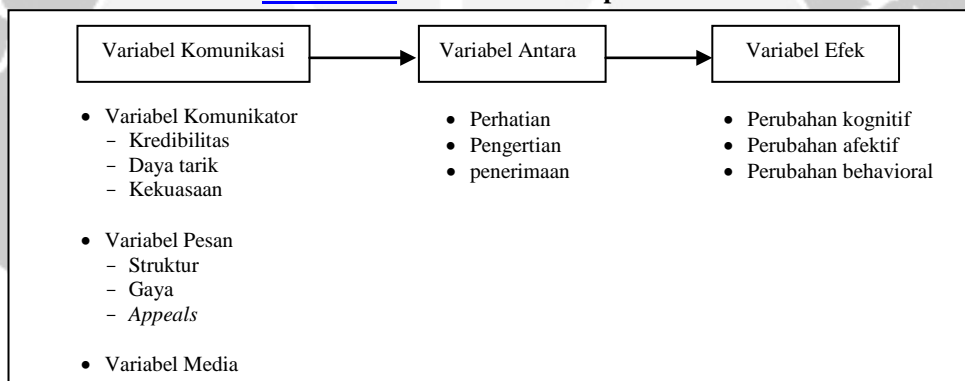 Variabel Komunikasi
Variabel Antara
Variabel Efek
• Variabel Komunikator
– Kredibilitas
– Daya tarik
– Kekuasaan
• Variabel Pesan
– Struktur
– Gaya
– Appeals
• Variabel Media
• Perhatian
• Pengertian
• penerimaan
• Perubahan kognitif
• Perubahan afektif
• Perubahan behavioral